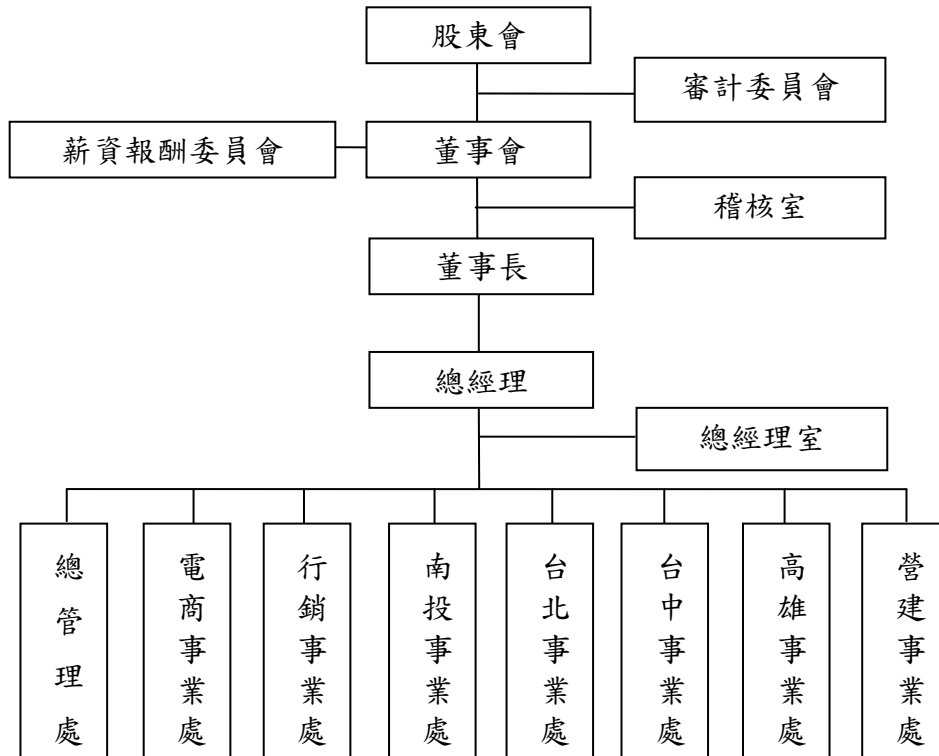 股東會
審計委員會
薪資報酬委員會
董事會
稽核室
董事長
總經理
總經理室
總管理處
電商事業處
行銷事業處
南投事業處
台北事業處
台中事業處
高雄事業處
營建事業處